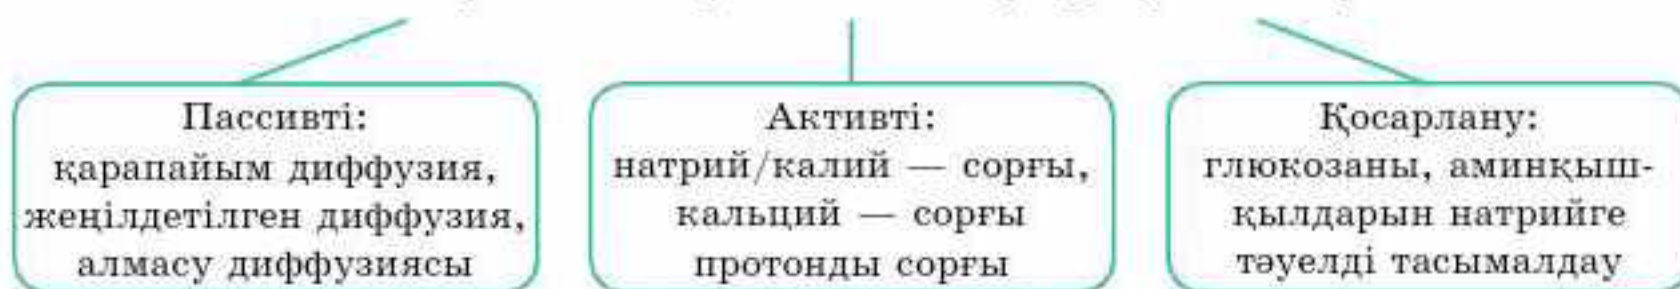 Пассивті:
қарапайым диффузия,
жеңілдетілген диффузия,
алмасу диффузиясы
Активті:
натрий/калий — сорғы,
кальций — сорғы
протонды сорғы
Қосарлану:
глюкозаны, аминқыш-
қылдарын натрийге
тәуелді тасымалдау